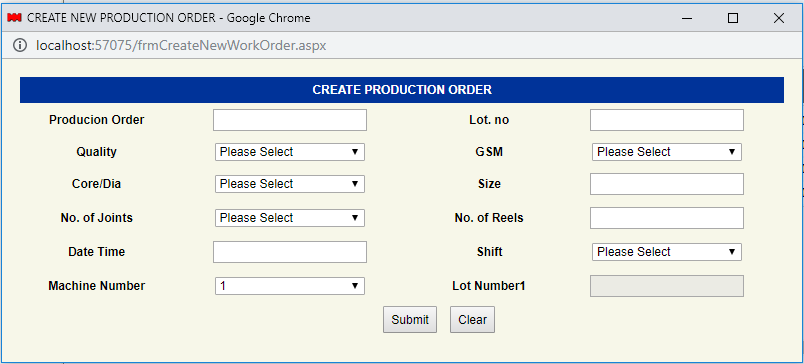 CREATE NEW PRODUCTION ORDER - Google Chrome
localhost:57075/frmCreateNewWorkOrder.aspx
CREATE PRODUCTION ORDER
Producion Order Lot. no
Quality Please Select GSM Please Select
Core/Dia Please Select Size
No. of Joints Please Select No. of Reels
Date Time Shift Please Select
Machine Number 1 Lot Number1
Submit Clear